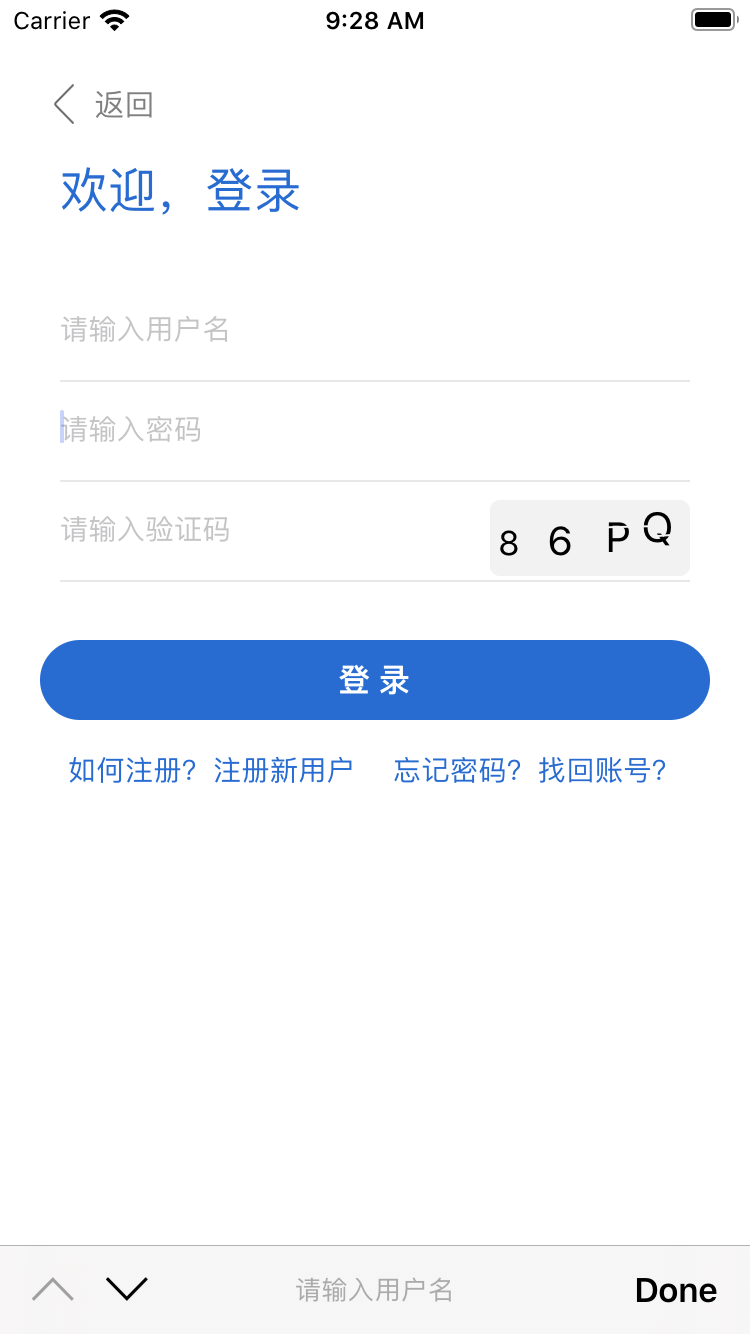 Carrier 9:28 AM
返回
欢迎，登录
请输入用户名
请输入密码
请输入验证码 8 6 P Q
登 录
如何注册？ 注册新用户 忘记密码？ 找回账号？
请输入用户名 Done